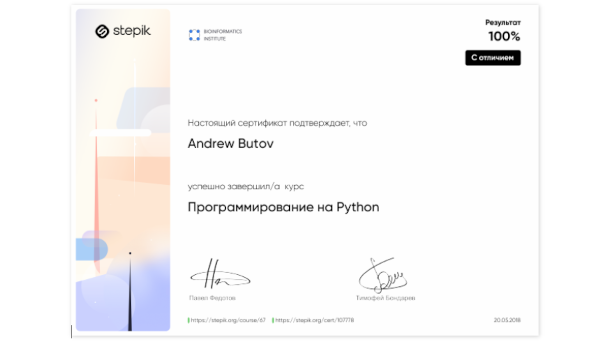 stepik
BIOINFORMATICS
INSTITUTE
Результат
100%
С отличием
Настоящий сертификат подтверждает, что
Andrew Butov
успешно завершил/а курс
Программирование на Python
Павел Федотов
Тимофей Бондарев
https://stepik.org/course/67 https://stepik.org/cert/107778
20.05.2018